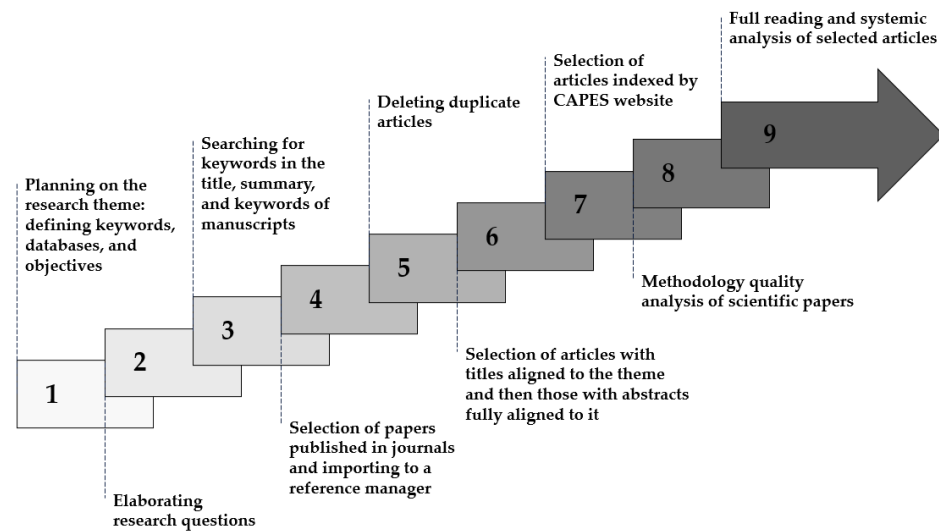 Full reading and systemic
analysis of selected articles
Selection of
articles indexed by
CAPES website
Deleting duplicate
articles
Searching for
keywords in the
title, summary,
and keywords of
manuscripts
Planning on the
research theme:
defining keywords,
databases, and
objectives
9
8
7
6
5
4
3
2
1
Methodology quality
analysis of scientific papers
Selection of articles with
titles aligned to the theme
and then those with abstracts
fully aligned to it
Selection of papers
published in journals
and importing to a
reference manager
Elaborating
research questions